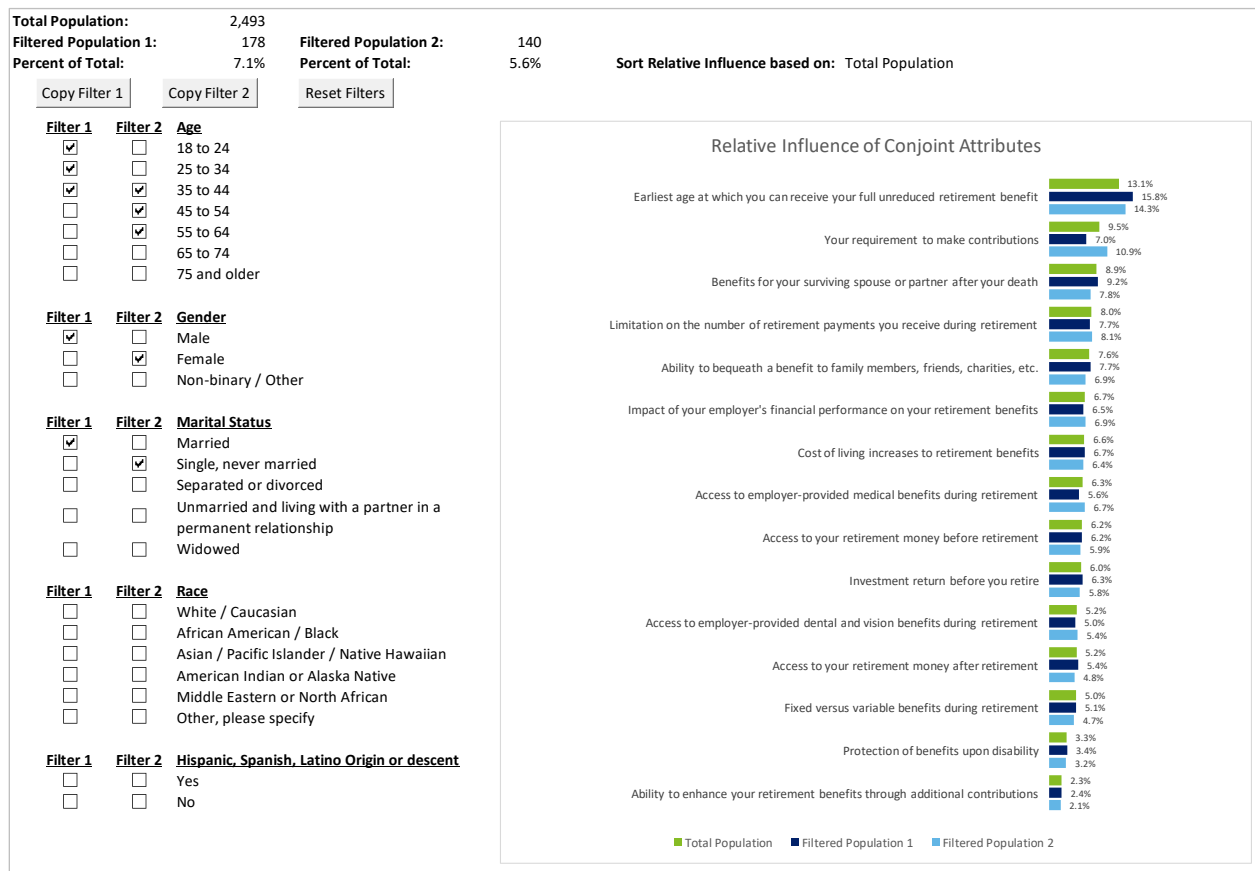 Total Population: 2,493
Filtered Population 1: 178 Filtered Population 2: 140
Percent of Total: 7.1% Percent of Total: 5.6% Sort Relative Influence based on: Total Population
Copy Filter 1 Copy Filter 2 Reset Filters
Filter 1 Filter 2 Age
18 to 24
25 to 34
35 to 44
45 to 54
55 to 64
65 to 74
75 and older
Filter 1 Filter 2 Gender
Male
Female
Non-binary / Other
Filter 1 Filter 2 Marital Status
Married
Single, never married
Separated or divorced
Unmarried and living with a partner in a
permanent relationship
Widowed
Filter 1 Filter 2 Race
White / Caucasian
African American / Black
Asian / Pacific Islander / Native Hawaiian
American Indian or Alaska Native
Middle Eastern or North African
Other, please specify
Filter 1 Filter 2 Hispanic, Spanish, Latino Origin or descent
Yes
No
Relative Influence of Conjoint Attributes
13.1%
Earliest age at which you can receive your full unreduced retirement benefit 15.8%
14.3%
9.5%
Your requirement to make contributions 7.0%
10.9%
8.9%
Benefits for your surviving spouse or partner after your death 9.2%
7.8%
8.0%
Limitation on the number of retirement payments you receive during retirement 7.7%
8.1%
7.6%
Ability to bequeath a benefit to family members, friends, charities, etc. 7.7%
6.9%
6.7%
Impact of your employer's financial performance on your retirement benefits 6.5%
6.9%
6.6%
Cost of living increases to retirement benefits 6.7%
6.4%
6.3%
Access to employer-provided medical benefits during retirement 5.6%
6.7%
6.2%
Access to your retirement money before retirement 6.2%
5.9%
6.0%
Investment return before you retire 6.3%
5.8%
5.2%
Access to employer-provided dental and vision benefits during retirement 5.0%
5.4%
5.2%
Access to your retirement money after retirement 5.4%
4.8%
5.0%
Fixed versus variable benefits during retirement 5.1%
4.7%
3.3%
Protection of benefits upon disability 3.4%
3.2%
2.3%
Ability to enhance your retirement benefits through additional contributions 2.4%
2.1%
Total Population Filtered Population 1 Filtered Population 2